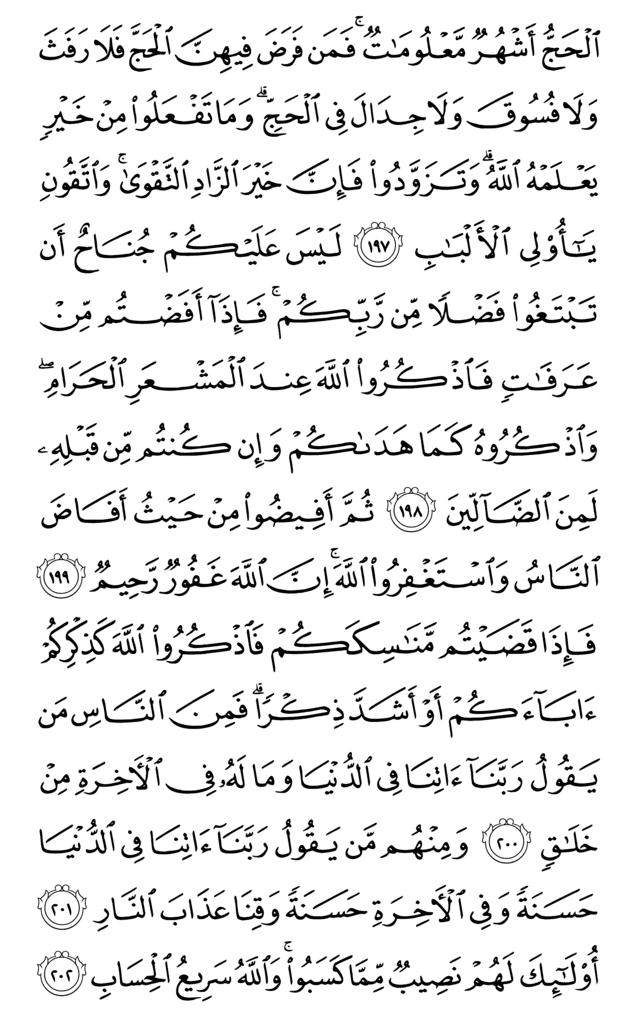 ٱلۡحَجُّ أَشۡهُرٞ مَّعۡلُومَٰتٞۚ فَمَن فَرَضَ فِيهِنَّ ٱلۡحَجَّ فَلَا رَفَثَ
وَلَا فُسُوقَ وَلَا جِدَالَ فِي ٱلۡحَجِّۗ وَمَا تَفۡعَلُواْ مِنۡ خَيۡرٖ
يَعۡلَمۡهُ ٱللَّهُۗ وَتَزَوَّدُواْ فَإِنَّ خَيۡرَ ٱلزَّادِ ٱلتَّقۡوَىٰۚ وَٱتَّقُونِ
يَٰٓأُوْلِي ٱلۡأَلۡبَٰبِ ١٩٧ لَيۡسَ عَلَيۡكُمۡ جُنَاحٌ أَن
تَبۡتَغُواْ فَضۡلٗا مِّن رَّبِّكُمۡۚ فَإِذَآ أَفَضۡتُم مِّنۡ
عَرَفَٰتٖ فَٱذۡكُرُواْ ٱللَّهَ عِندَ ٱلۡمَشۡعَرِ ٱلۡحَرَامِۖ
وَٱذۡكُرُوهُ كَمَا هَدَىٰكُمۡ وَإِن كُنتُم مِّن قَبۡلِهِۦ
لَمِنَ ٱلضَّآلِّينَ ١٩٨ ثُمَّ أَفِيضُواْ مِنۡ حَيۡثُ أَفَاضَ
ٱلنَّاسُ وَٱسۡتَغۡفِرُواْ ٱللَّهَۚ إِنَّ ٱللَّهَ غَفُورٞ رَّحِيمٞ ١٩٩
فَإِذَا قَضَيۡتُم مَّنَٰسِكَكُمۡ فَٱذۡكُرُواْ ٱللَّهَ كَذِكۡرِكُمۡ
ءَابَآءَكُمۡ أَوۡ أَشَدَّ ذِكۡرٗاۗ فَمِنَ ٱلنَّاسِ مَن
يَقُولُ رَبَّنَآ ءَاتِنَا فِي ٱلدُّنۡيَا وَمَا لَهُۥ فِي ٱلۡأٓخِرَةِ مِنۡ
خَلَٰقٖ ٢٠٠ وَمِنۡهُم مَّن يَقُولُ رَبَّنَآ ءَاتِنَا فِي ٱلدُّنۡيَا
حَسَنَةٗ وَفِي ٱلۡأٓخِرَةِ حَسَنَةٗ وَقِنَا عَذَابَ ٱلنَّارِ ٢٠١
أُوْلَٰٓئِكَ لَهُمۡ نَصِيبٞ مِّمَّا كَسَبُواْۚ وَٱللَّهُ سَرِيعُ ٱلۡحِسَابِ ٢٠٢